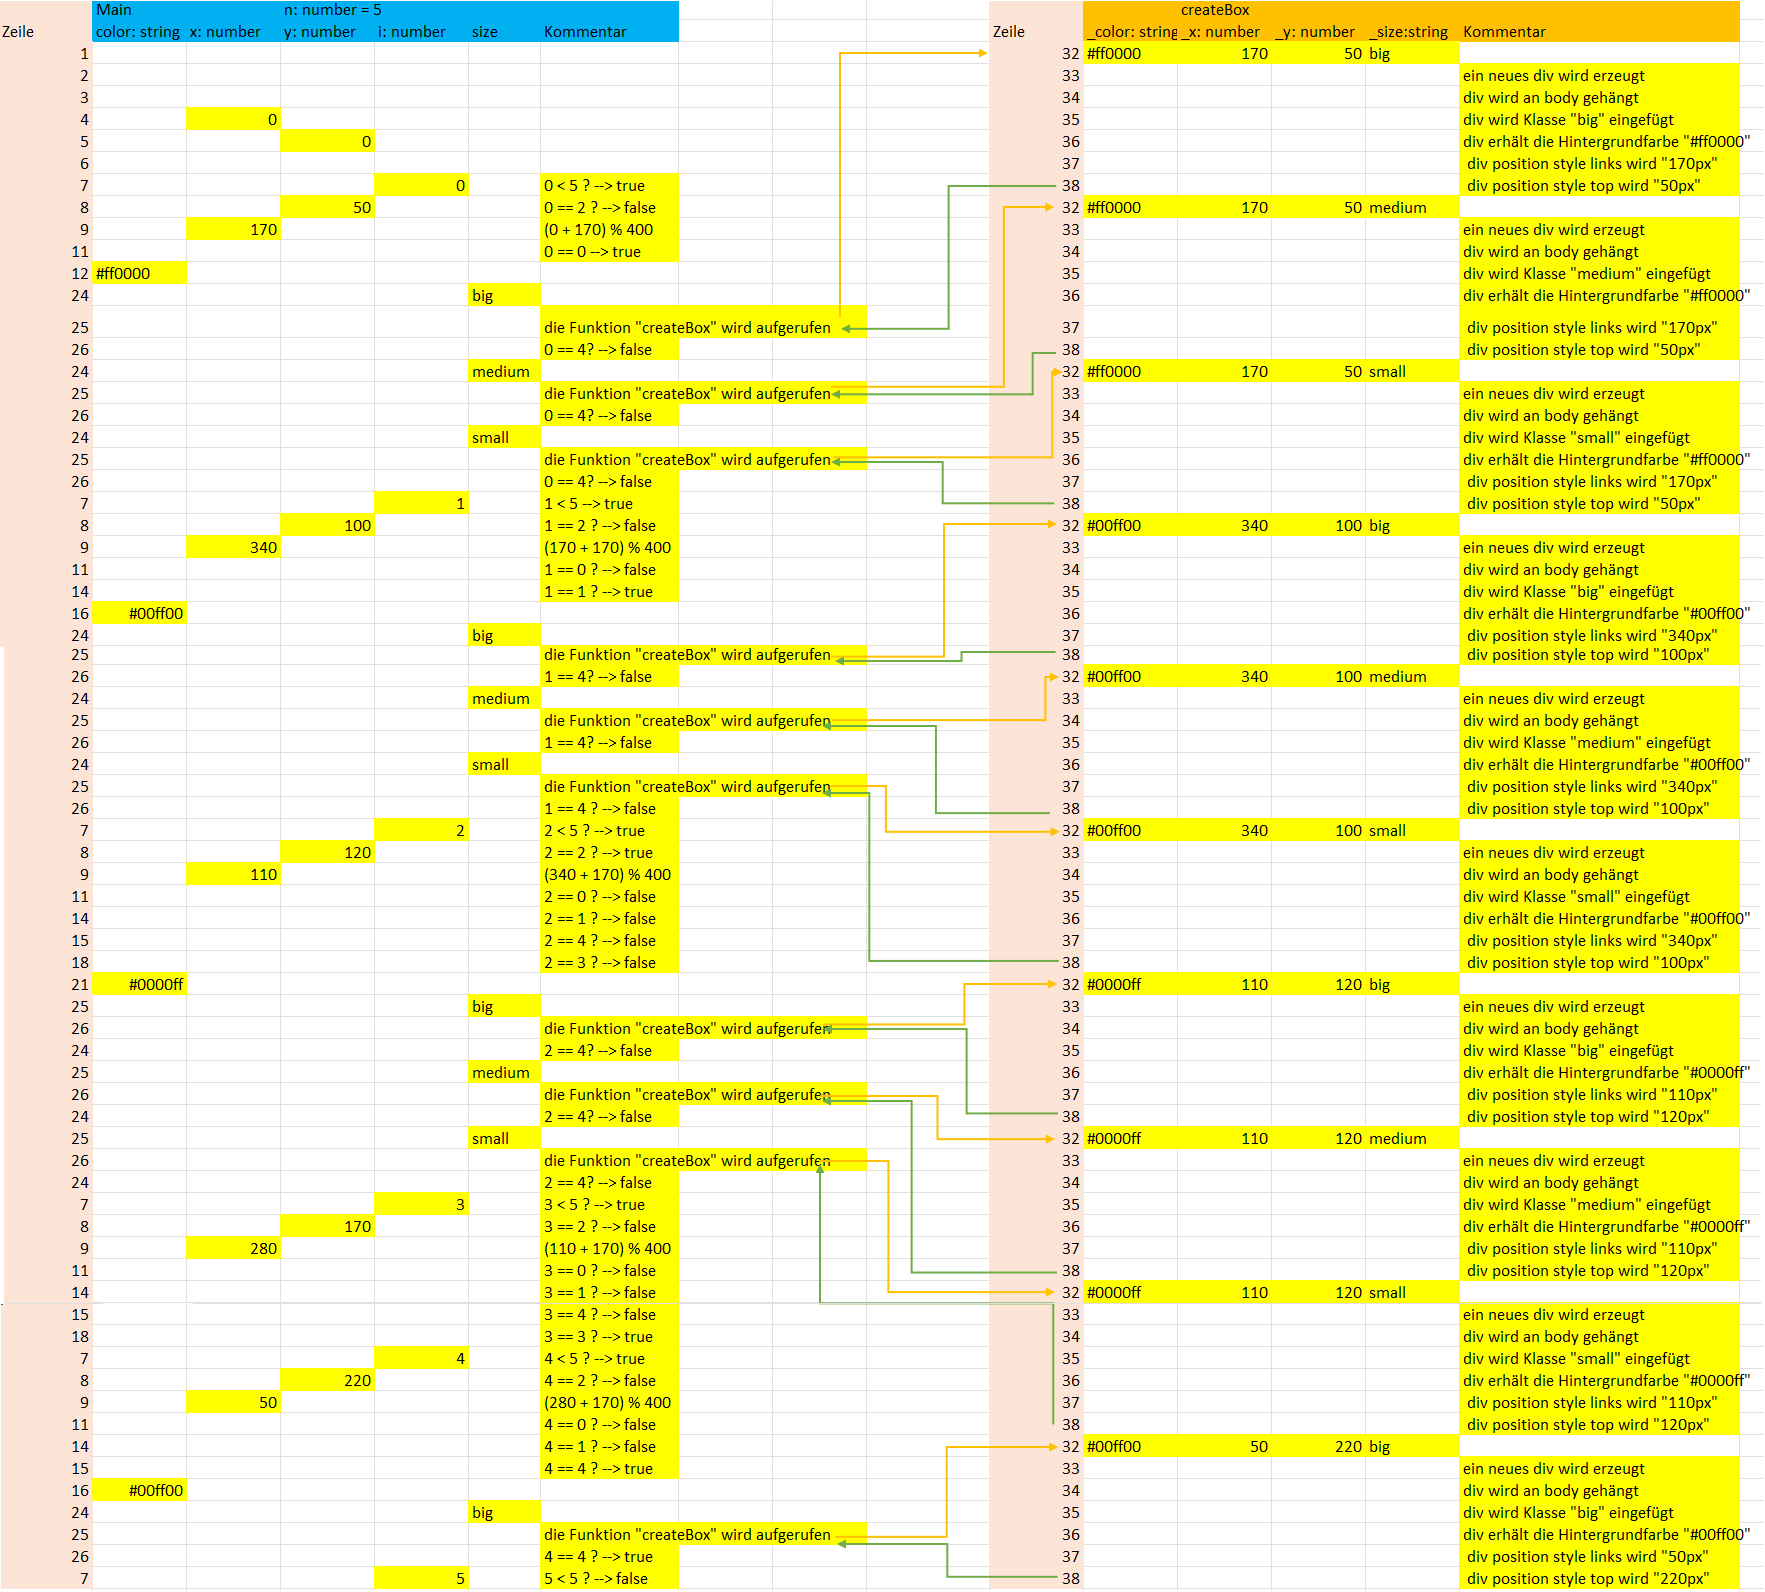 Main n: number = 5 createBox
Zeile color: string x: number y: number i: number size Kommentar Zeile _color: string _x: number _y: number _size:string Kommentar
1 32 #ff0000 170 50 big
2 33 ein neues div wird erzeugt
3 34 div wird an body gehängt
4 0 35 div wird Klasse "big" eingefügt
5 0 36 div erhält die Hintergrundfarbe "#ff0000"
6 37 div position style links wird "170px"
7 0 0 < 5 ? --> true 38 div position style top wird "50px"
8 50 0 == 2 ? --> false 32 #ff0000 170 50 medium
9 170 (0 + 170) % 400 33 ein neues div wird erzeugt
11 0 == 0 --> true 34 div wird an body gehängt
12 #ff0000 35 div wird Klasse "medium" eingefügt
24 big 36 div erhält die Hintergrundfarbe "#ff0000"
25 die Funktion "createBox" wird aufgerufen 37 div position style links wird "170px"
26 0 == 4? --> false 38 div position style top wird "50px"
24 medium 32 #ff0000 170 50 small
25 die Funktion "createBox" wird aufgerufen 33 ein neues div wird erzeugt
26 0 == 4? --> false 34 div wird an body gehängt
24 small 35 div wird Klasse "small" eingefügt
25 die Funktion "createBox" wird aufgerufen 36 div erhält die Hintergrundfarbe "#ff0000"
26 0 == 4? --> false 37 div position style links wird "170px"
7 1 1 < 5 --> true 38 div position style top wird "50px"
8 100 1 == 2 ? --> false 32 #00ff00 340 100 big
9 340 (170 + 170) % 400 33 ein neues div wird erzeugt
11 1 == 0 ? --> false 34 div wird an body gehängt
14 1 == 1 ? --> true 35 div wird Klasse "big" eingefügt
16 #00ff00 36 div erhält die Hintergrundfarbe "#00ff00"
24 big 37 div position style links wird "340px"
25 die Funktion "createBox" wird aufgerufen 38 div position style top wird "100px"
26 1 == 4? --> false 32 #00ff00 340 100 medium
24 medium 33 ein neues div wird erzeugt
25 die Funktion "createBox" wird aufgerufen 34 div wird an body gehängt
26 1 == 4? --> false 35 div wird Klasse "medium" eingefügt
24 small 36 div erhält die Hintergrundfarbe "#00ff00"
25 die Funktion "createBox" wird aufgerufen 37 div position style links wird "340px"
26 1 == 4 ? --> false 38 div position style top wird "100px"
7 2 2 < 5 ? --> true 32 #00ff00 340 100 small
8 120 2 == 2 ? --> true 33 ein neues div wird erzeugt
9 110 (340 + 170) % 400 34 div wird an body gehängt
11 2 == 0 ? --> false 35 div wird Klasse "small" eingefügt
14 2 == 1 ? --> false 36 div erhält die Hintergrundfarbe "#00ff00"
15 2 == 4 ? --> false 37 div position style links wird "340px"
18 2 == 3 ? --> false 38 div position style top wird "100px"
21 #0000ff 32 #0000ff 110 120 big
25 big 33 ein neues div wird erzeugt
26 die Funktion "createBox" wird aufgerufen 34 div wird an body gehängt
24 2 == 4? --> false 35 div wird Klasse "big" eingefügt
25 medium 36 div erhält die Hintergrundfarbe "#0000ff"
26 die Funktion "createBox" wird aufgerufen 37 div position style links wird "110px"
24 2 == 4? --> false 38 div position style top wird "120px"
25 small 32 #0000ff 110 120 medium
26 die Funktion "createBox" wird aufgerufen 33 ein neues div wird erzeugt
24 2 == 4? --> false 34 div wird an body gehängt
7 3 3 < 5 ? --> true 35 div wird Klasse "medium" eingefügt
8 170 3 == 2 ? --> false 36 div erhält die Hintergrundfarbe "#0000ff"
9 280 (110 + 170) % 400 37 div position style links wird "110px"
11 3 == 0 ? --> false 38 div position style top wird "120px"
14 3 == 1 ? --> false 32 #0000ff 110 120 small
15 3 == 4 ? --> false 33 ein neues div wird erzeugt
18 3 == 3 ? --> true 34 div wird an body gehängt
7 4 4 < 5 ? --> true 35 div wird Klasse "small" eingefügt
8 220 4 == 2 ? --> false 36 div erhält die Hintergrundfarbe "#0000ff"
9 50 (280 + 170) % 400 37 div position style links wird "110px"
11 4 == 0 ? --> false 38 div position style top wird "120px"
14 4 == 1 ? --> false 32 #00ff00 50 220 big
15 4 == 4 ? --> true 33 ein neues div wird erzeugt
16 #00ff00 34 div wird an body gehängt
24 big 35 div wird Klasse "big" eingefügt
25 die Funktion "createBox" wird aufgerufen 36 div erhält die Hintergrundfarbe "#00ff00"
26 4 == 4 ? --> true 37 div position style links wird "50px"
7 5 5 < 5 ? --> false 38 div position style top wird "220px"